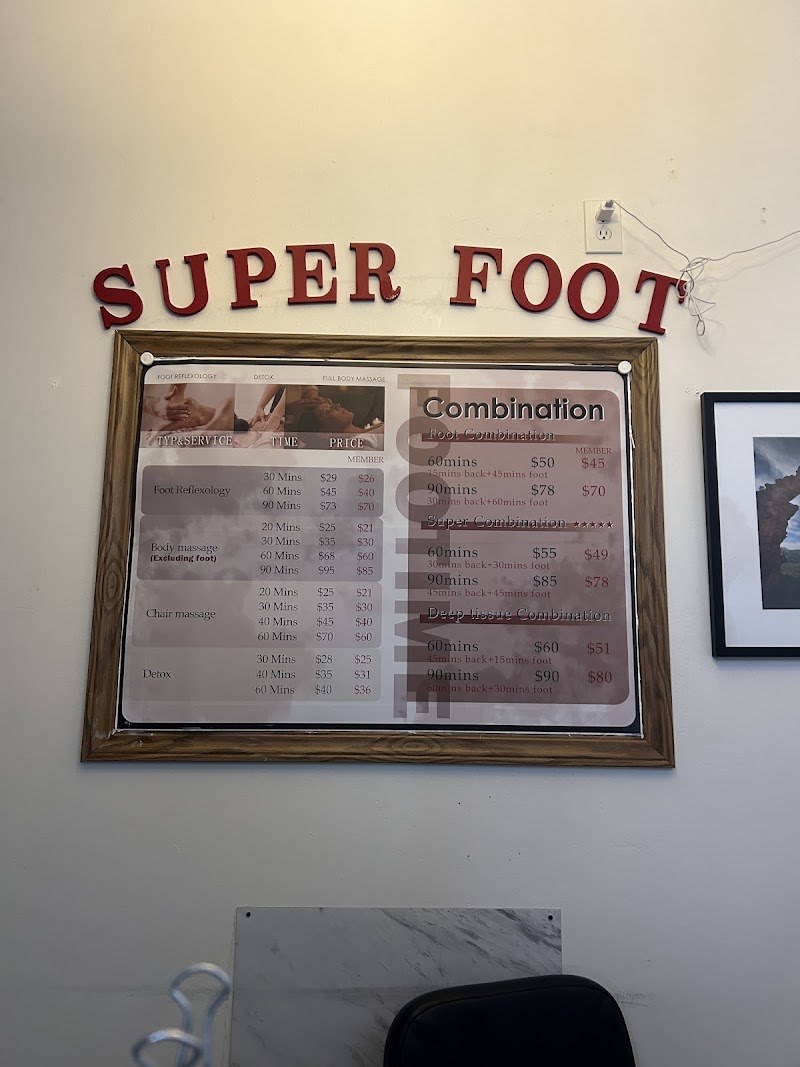 SUPER FOOT
FOOT REFLEXOLOGY DETOX FULL BODY MASSAGE
TYP&SERVICE TIME PRICE
MEMBER
Foot Reflexology
30 Mins $29 $26
60 Mins $45 $40
90 Mins $73 $70
Body massage
(Excluding foot)
20 Mins $25 $21
30 Mins $35 $30
60 Mins $68 $60
90 Mins $95 $85
Chair massage
20 Mins $25 $21
30 Mins $35 $30
40 Mins $45 $40
60 Mins $70 $60
Detox
30 Mins $28 $25
40 Mins $35 $31
60 Mins $40 $36
FOOTIME
Combination
Foot Combination
MEMBER
60mins $50 $45
15mins back+45mins foot
90mins $78 $70
30mins back+60mins foot
Super Combination ★★★★★
60mins $55 $49
30mins back+30mins foot
90mins $85 $78
45mins back+45mins foot
Deep tissue Combination
60mins $60 $51
45mins back+15mins foot
90mins $90 $80
60mins back+30mins foot